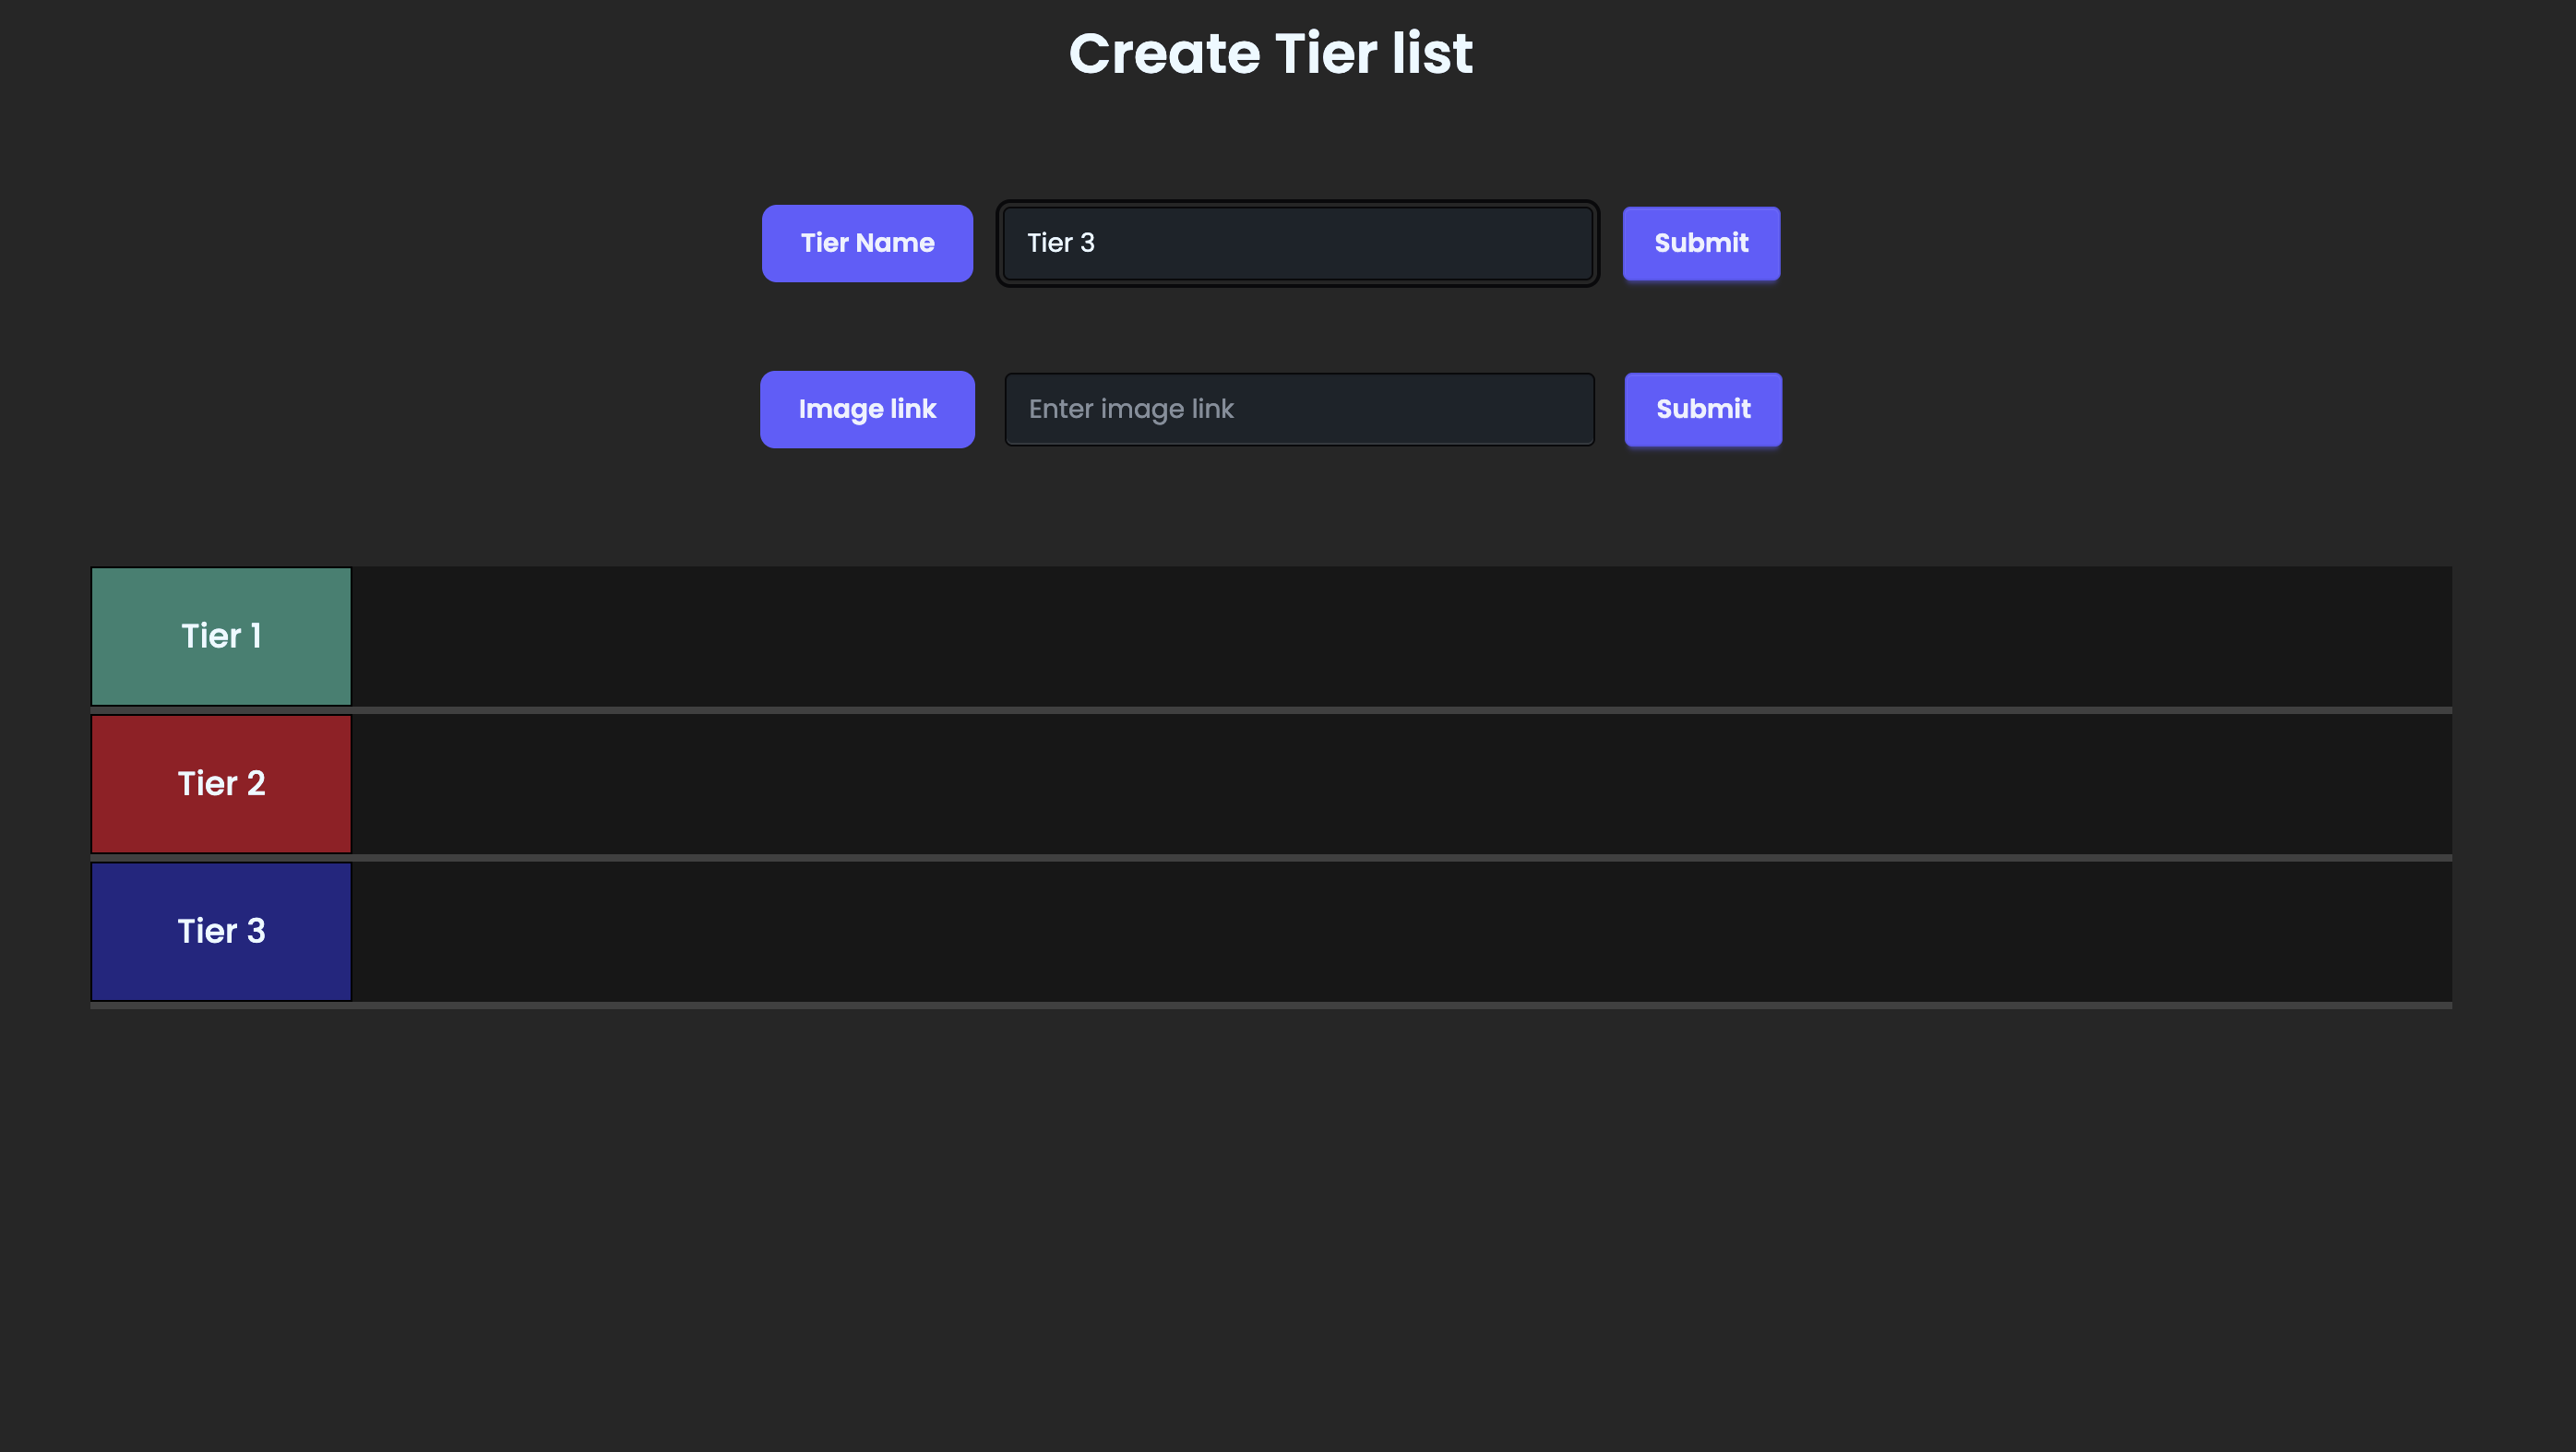 Create Tier list
Tier Name Tier 3 Submit
Image link Enter image link Submit
Tier 1
Tier 2
Tier 3